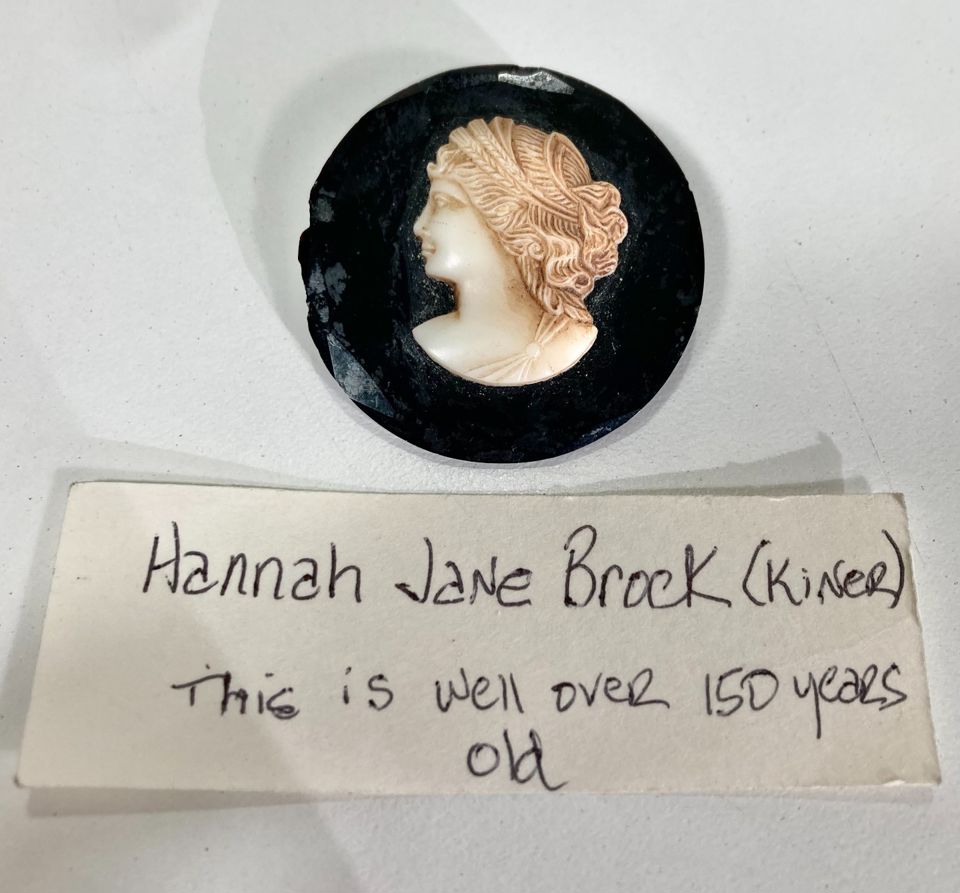 Hannah Jane Brock (Kiner)
This is well over 150 years
old